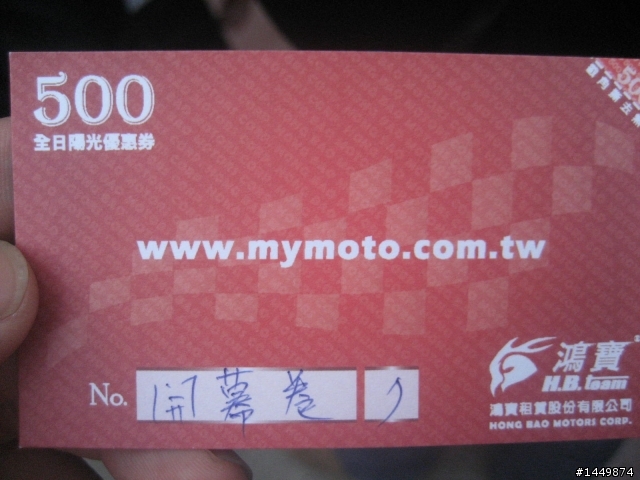 500
全日陽光優惠券
www.mymoto.com.tw
鴻寶
H.B. team
鴻寶租賃股份有限公司
HONG BAO MOTORS CORP.
No. 開幕卷
#1449874